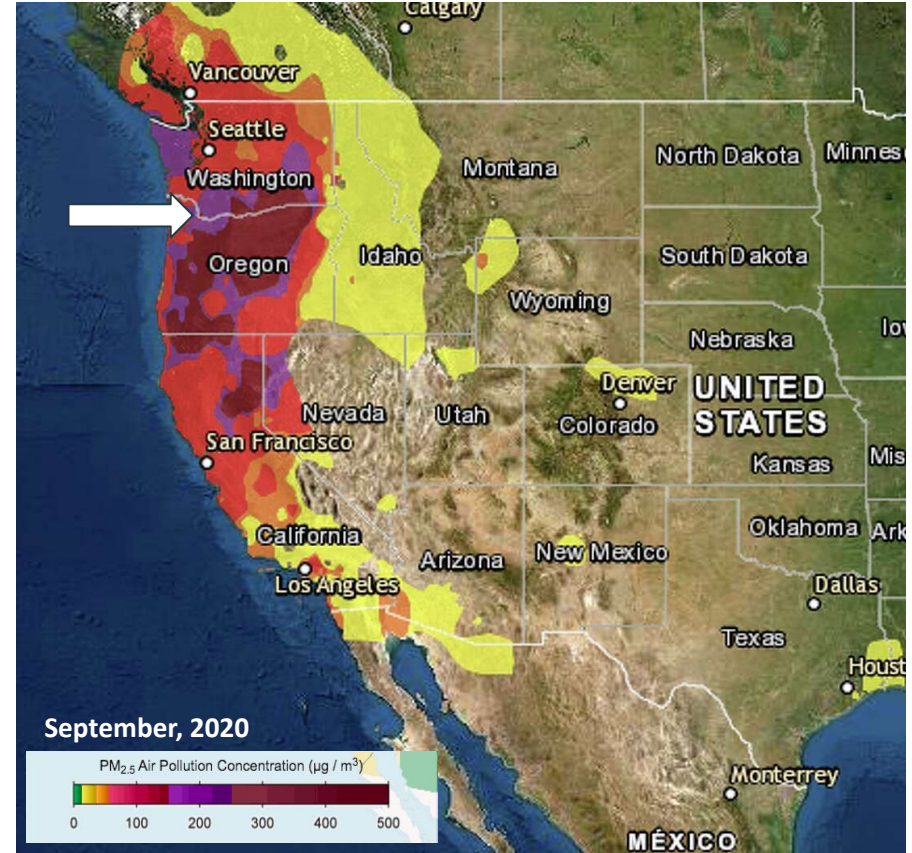 Calgary
Vancouver
Seattle
Washington
Montana
North Dakota
Minnes
Oregon
Idaho
South Dakota
Wyoming
Iow
Nebraska
Denver
UNITED
STATES
Nevada
Utah
Colorado
San Francisco
Kansas
Mis
California
Oklahoma
Ark
Arizona
New Mexico
Los Angeles
Dallas
Texas
Houst
September, 2020
PM2.5 Air Pollution Concentration (µg / m³)
0 100 200 300 400 500
Monterrey
MÉXICO